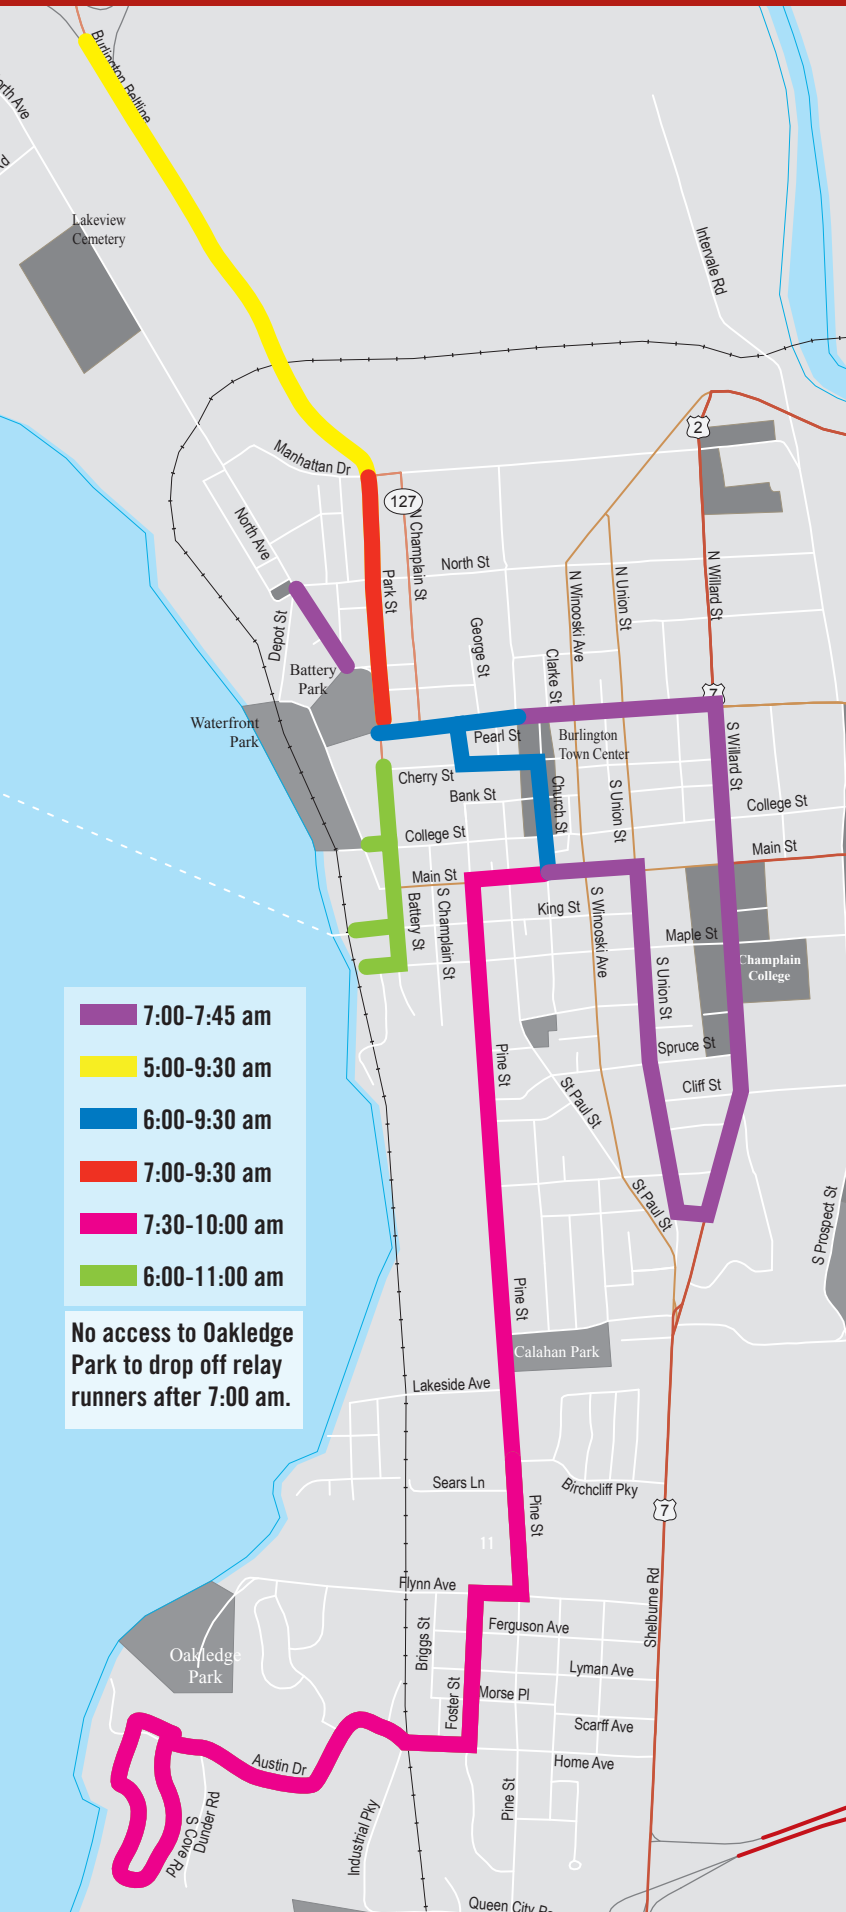 Burlington Beltline
orth Ave
Rd
Lakeview
Cemetery
Intervale Rd
2
Manhattan Dr
127
North Ave
N Champlain St
North St
Park St
N Winooski Ave
N Union St
N Willard St
Depot St
George St
Clarke St
Battery
Park
7
Waterfront
Park
Pearl St
Burlington
Town Center
S Willard St
Cherry St
Bank St
Church St
S Union St
College St
College St
Main St
Main St
Battery St
S Champlain St
King St
S Winooski Ave
Maple St
Champlain
College
S Union St
Pine St
Spruce St
Cliff St
St Paul St
St Paul St
S Prospect St
7:00-7:45 am
5:00-9:30 am
6:00-9:30 am
7:00-9:30 am
7:30-10:00 am
6:00-11:00 am
No access to Oakledge
Park to drop off relay
runners after 7:00 am.
Pine St
Calahan Park
Lakeside Ave
Sears Ln
Birchcliff Pky
Pine St
7
11
Flynn Ave
Shelburne Rd
Briggs St
Ferguson Ave
Oakledge
Park
Lyman Ave
Foster St
Morse Pl
Scarff Ave
Austin Dr
Home Ave
Pine St
Dunder Rd
S Cove Rd
Industrial Pky
Queen City P